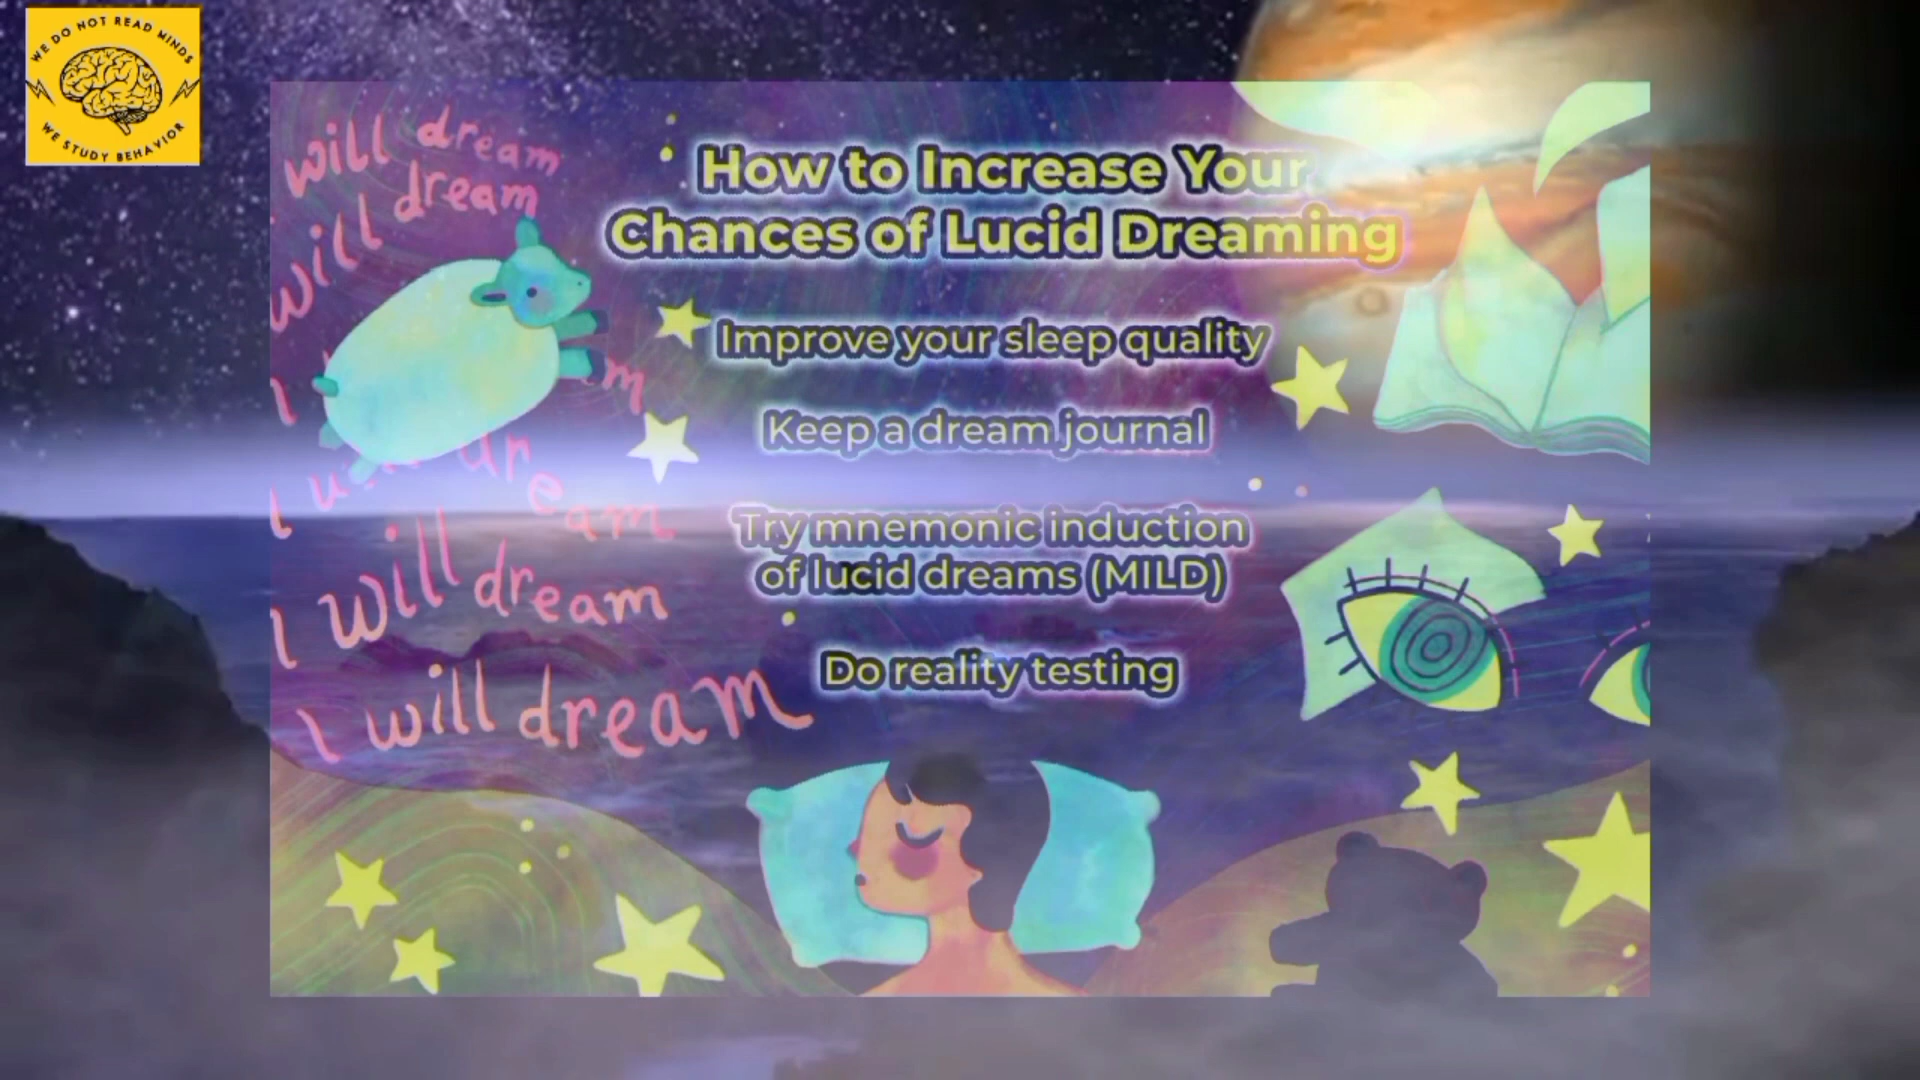 WE DO NOT READ MINDS
WE STUDY BEHAVIOR
How to Increase Your
Chances of Lucid Dreaming
Improve your sleep quality
Keep a dream journal
Try mnemonic induction
of lucid dreams (MILD)
Do reality testing
will dream
will dream
I
I
I will dream
I will dream